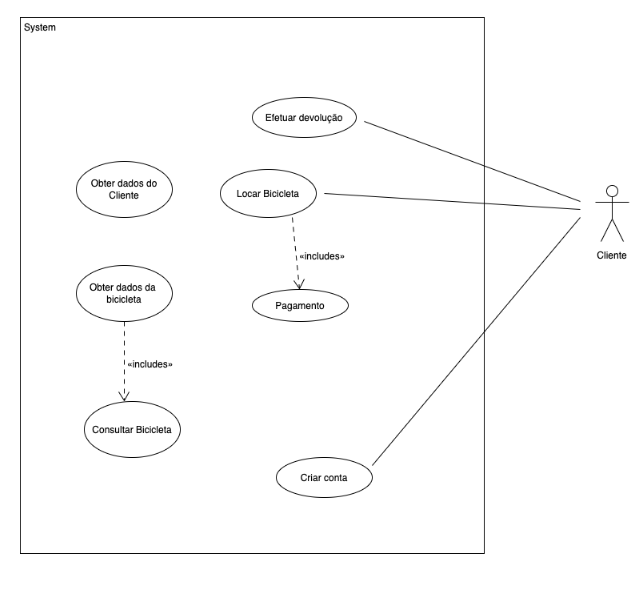 System
Efetuar devolução
Obter dados do
Cliente
Locar Bicicleta
Cliente
«includes»
Obter dados da
bicicleta
Pagamento
«includes»
Consultar Bicicleta
Criar conta